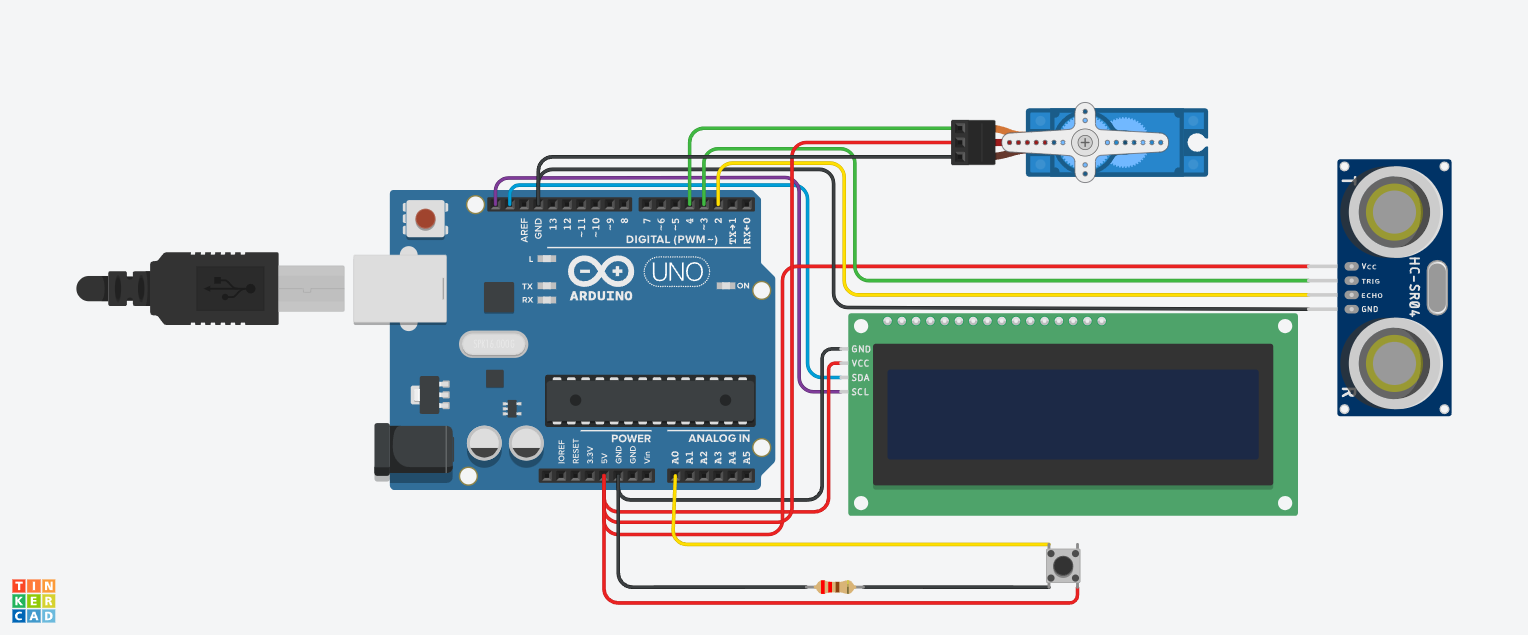 AREF
GND
13
12
~11
~10
~9
8
7
~6
~5
4
~3
2
TX→1
RX←0
DIGITAL (PWM~)
L
TX
RX
ARDUINO
UNO
ON
IOREF
RESET
3.3V
5V
GND
GND
Vin
POWER
ANALOG IN
A0
A1
A2
A3
A4
A5
GND
VCC
SDA
SCL
T
Vcc
TRIG
ECHO
GND
HC-SR04
R
TIN
KER
CAD